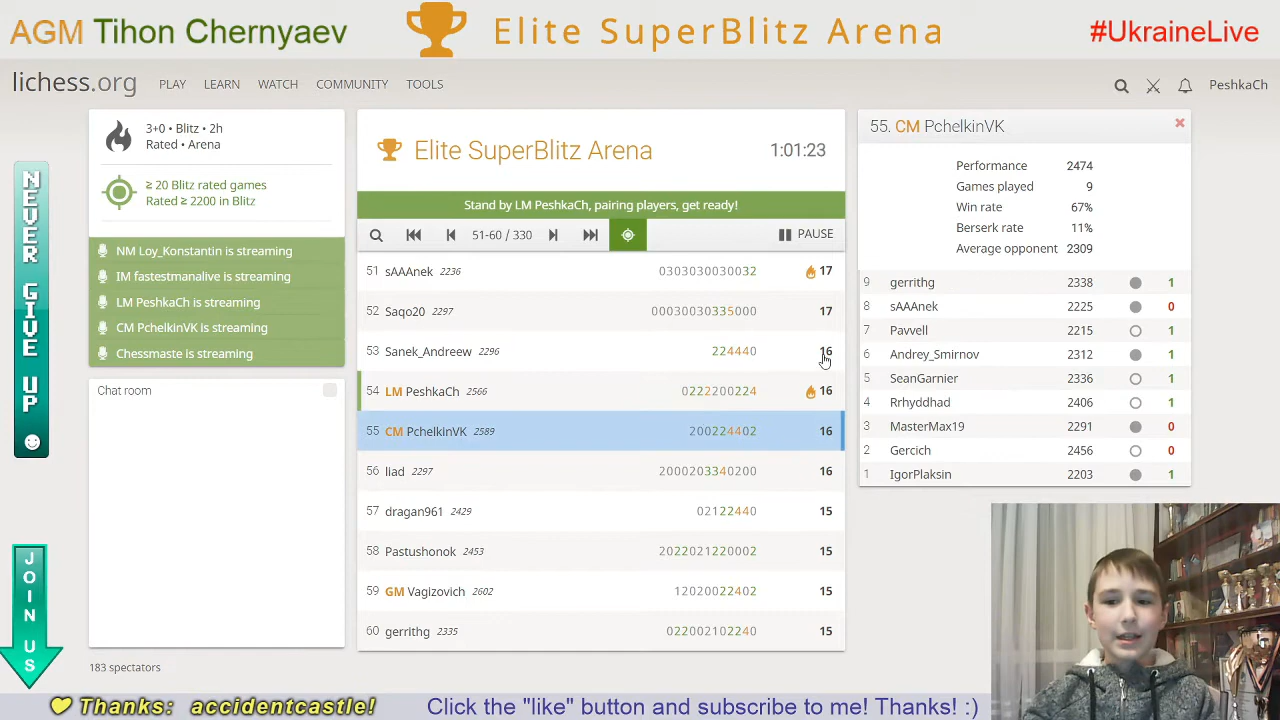 AGM Tihon Chernyaev
Elite SuperBlitz Arena
#UkraineLive
lichess.org
PLAY LEARN WATCH COMMUNITY TOOLS
PeshkaCh
3+0 • Blitz • 2h
Rated • Arena
≥ 20 Blitz rated games
Rated ≥ 2200 in Blitz
NM Loy_Konstantin is streaming
IM fastestmanalive is streaming
LM PeshkaCh is streaming
CM PchelkinVK is streaming
Chessmaste is streaming
Chat room
183 spectators
NEVER GIVE UP
JOIN US
Elite SuperBlitz Arena 1:01:23
Stand by LM PeshkaCh, pairing players, get ready!
51-60 / 330 PAUSE
51 sAAAnek 2236 0303030030032 17
52 Saqo20 2297 00030030335000 17
53 Sanek_Andreew 2296 224440 16
54 LM PeshkaCh 2566 0222200224 16
55 CM PchelkinVK 2589 200224402 16
56 liad 2297 2000203340200 16
57 dragan961 2429 02122440 15
58 Pastushonok 2453 2022021220002 15
59 GM Vagizovich 2602 12020022402 15
60 gerrithg 2335 022002102240 15
55. CM PchelkinVK
Performance 2474
Games played 9
Win rate 67%
Berserk rate 11%
Average opponent 2309
9 gerrithg 2338 1
8 sAAAnek 2225 0
7 Pavvell 2215 1
6 Andrey_Smirnov 2312 1
5 SeanGarnier 2336 1
4 Rrhyddhad 2406 1
3 MasterMax19 2291 0
2 Gercich 2456 0
1 IgorPlaksin 2203 1
Thanks: accidentcastle!
Click the "like" button and subscribe to me! Thanks! :)